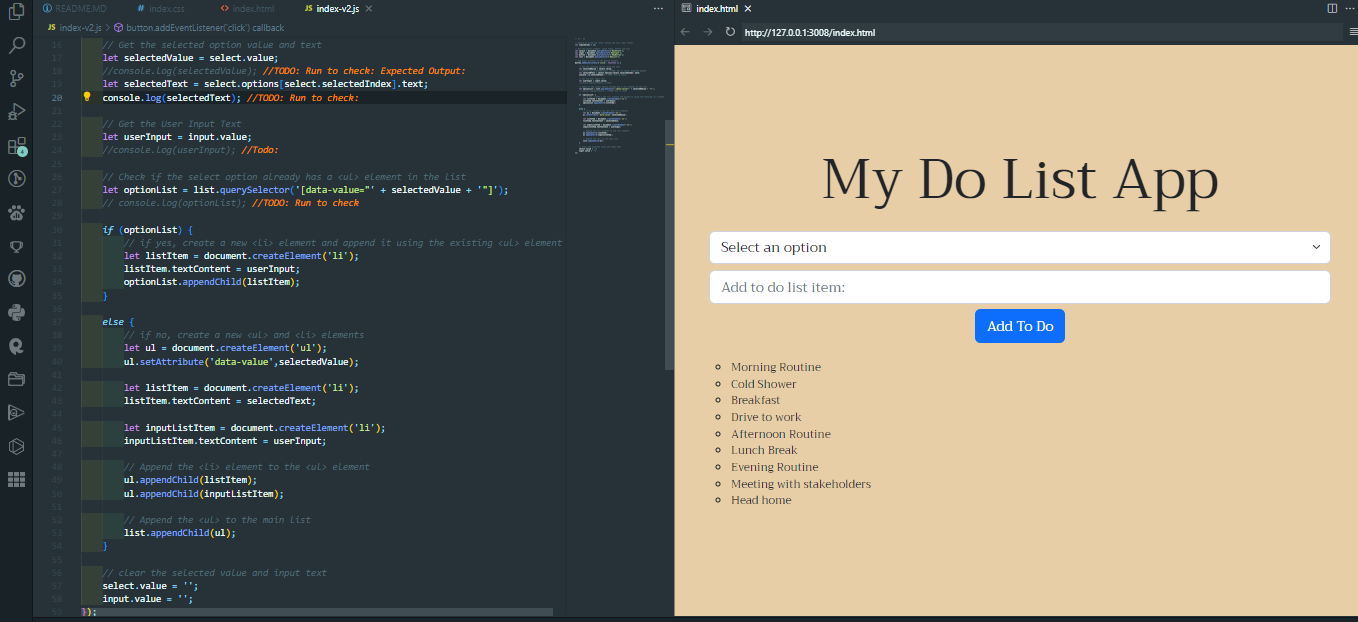 README.MD
index.css
index.html
index-v2.js
index-v2.js > button.addEventListener('click') callback
16 // Get the selected option value and text
17 let selectedValue = select.value;
18 //console.log(selectedValue); //TODO: Run to check: Expected Output:
19 let selectedText = select.options[select.selectedIndex].text;
20 console.log(selectedText); //TODO: Run to check:
21
22 // Get the User Input Text
23 let userInput = input.value;
24 //console.log(userInput); //Todo:
25
26 // Check if the select option already has a <ul> element in the list
27 let optionList = list.querySelector('[data-value="' + selectedValue + '"]');
28 // console.log(optionList); //TODO: Run to check
29
30 if (optionList) {
31 // if yes, create a new <li> element and append it using the existing <ul> element
32 let listItem = document.createElement('li');
33 listItem.textContent = userInput;
34 optionList.appendChild(listItem);
35 }
36
37 else {
38 // if no, create a new <ul> and <li> elements
39 let ul = document.createElement('ul');
40 ul.setAttribute('data-value',selectedValue);
41
42 let listItem = document.createElement('li');
43 listItem.textContent = selectedText;
44
45 let inputListItem = document.createElement('li');
46 inputListItem.textContent = userInput;
47
48 // Append the <li> element to the <ul> element
49 ul.appendChild(listItem);
50 ul.appendChild(inputListItem);
51
52 // Append the <ul> to the main list
53 list.appendChild(ul);
54 }
55
56 // clear the selected value and input text
57 select.value = '';
58 input.value = '';
59 });
index.html
http://127.0.0.1:3008/index.html
My Do List App
Select an option
Add to do list item:
Add To Do
Morning Routine
Cold Shower
Breakfast
Drive to work
Afternoon Routine
Lunch Break
Evening Routine
Meeting with stakeholders
Head home